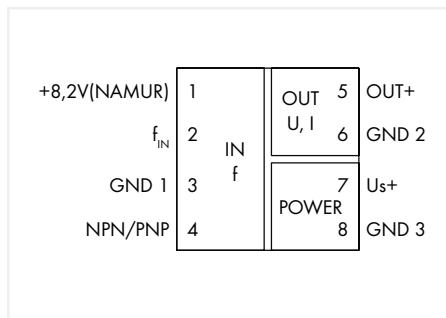 +8,2V(NAMUR) 1
f_IN 2
GND 1 3
NPN/PNP 4
IN
f
OUT
U, I
5 OUT+
6 GND 2
POWER
7 Us+
8 GND 3